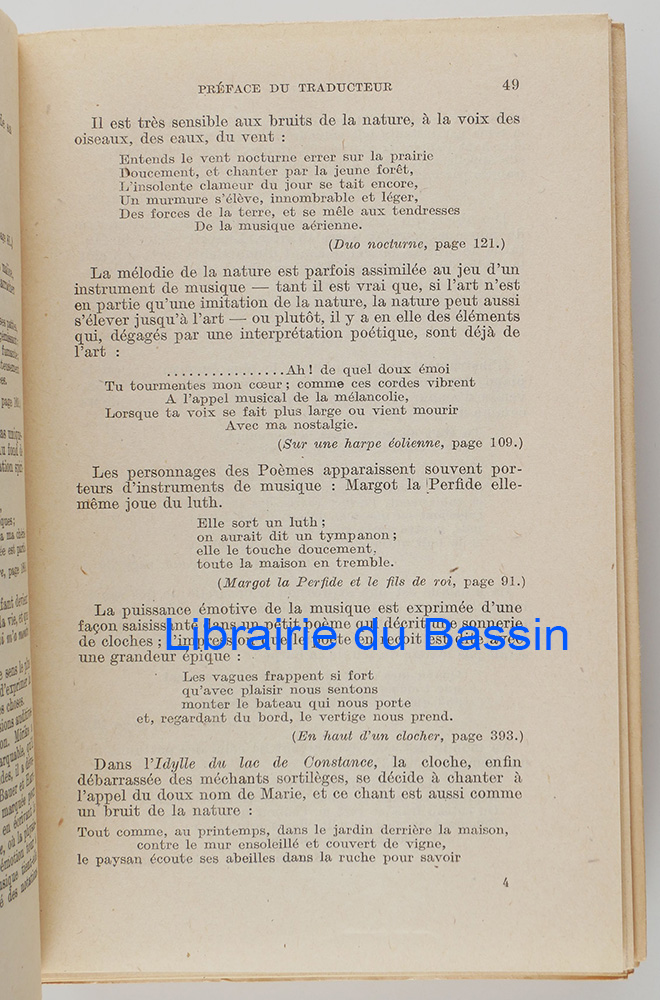 PRÉFACE DU TRADUCTEUR 49
Il est très sensible aux bruits de la nature, à la voix des
oiseaux, des eaux, du vent :
Entends le vent nocturne errer sur la prairie
Doucement, et chanter par la jeune forêt,
L'insolente clameur du jour se tait encore,
Un murmure s'élève, innombrable et léger,
Des forces de la terre, et se mêle aux tendresses
De la musique aérienne.
(Duo nocturne, page 121.)
La mélodie de la nature est parfois assimilée au jeu d'un
instrument de musique — tant il est vrai que, si l'art n'est
en partie qu'une imitation de la nature, la nature peut aussi
s'élever jusqu'à l'art — ou plutôt, il y a en elle des éléments
qui, dégagés par une interprétation poétique, sont déjà de
l'art :
...............Ah ! de quel doux émoi
Tu tourmentes mon cœur ; comme ces cordes vibrent
A l'appel musical de la mélancolie,
Lorsque ta voix se fait plus large ou vient mourir
Avec ma nostalgie.
(Sur une harpe éolienne, page 109.)
Les personnages des Poèmes apparaissent souvent por-
teurs d'instruments de musique : Margot la Perfide elle-
même joue du luth.
Elle sort un luth ;
on aurait dit un tympanon ;
elle le touche doucement,
toute la maison en tremble.
(Margot la Perfide et le fils de roi, page 91.)
La puissance émotive de la musique est exprimée d'une
façon saisissante dans un petit poème qui décrit une sonnerie
de cloches ; l'impression que le poète en reçoit est dite avec
une grandeur épique :
Librairie du Bassin
Les vagues frappent si fort
qu'avec plaisir nous sentons
monter le bateau qui nous porte
et, regardant du bord, le vertige nous prend.
(En haut d'un clocher, page 393.)
Dans l'Idylle du lac de Constance, la cloche, enfin
débarrassée des méchants sortilèges, se décide à chanter à
l'appel du doux nom de Marie, et ce chant est aussi comme
un bruit de la nature :
Tout comme, au printemps, dans le jardin derrière la maison,
contre le mur ensoleillé et couvert de vigne,
le paysan écoute ses abeilles dans la ruche pour savoir
4